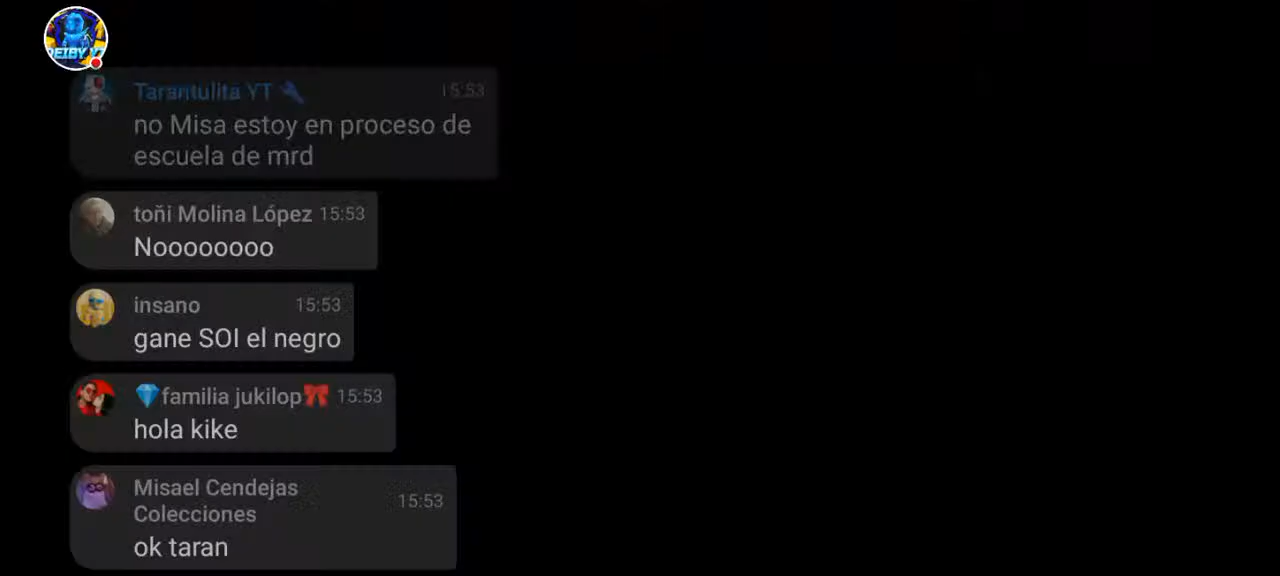 DEIBY YT
Tarantulita YT 15:53
no Misa estoy en proceso de
escuela de mrd
toñi Molina López 15:53
Noooooooo
insano 15:53
gane SOI el negro
💎familia jukilop🎀 15:53
hola kike
Misael Cendejas
Colecciones 15:53
ok taran